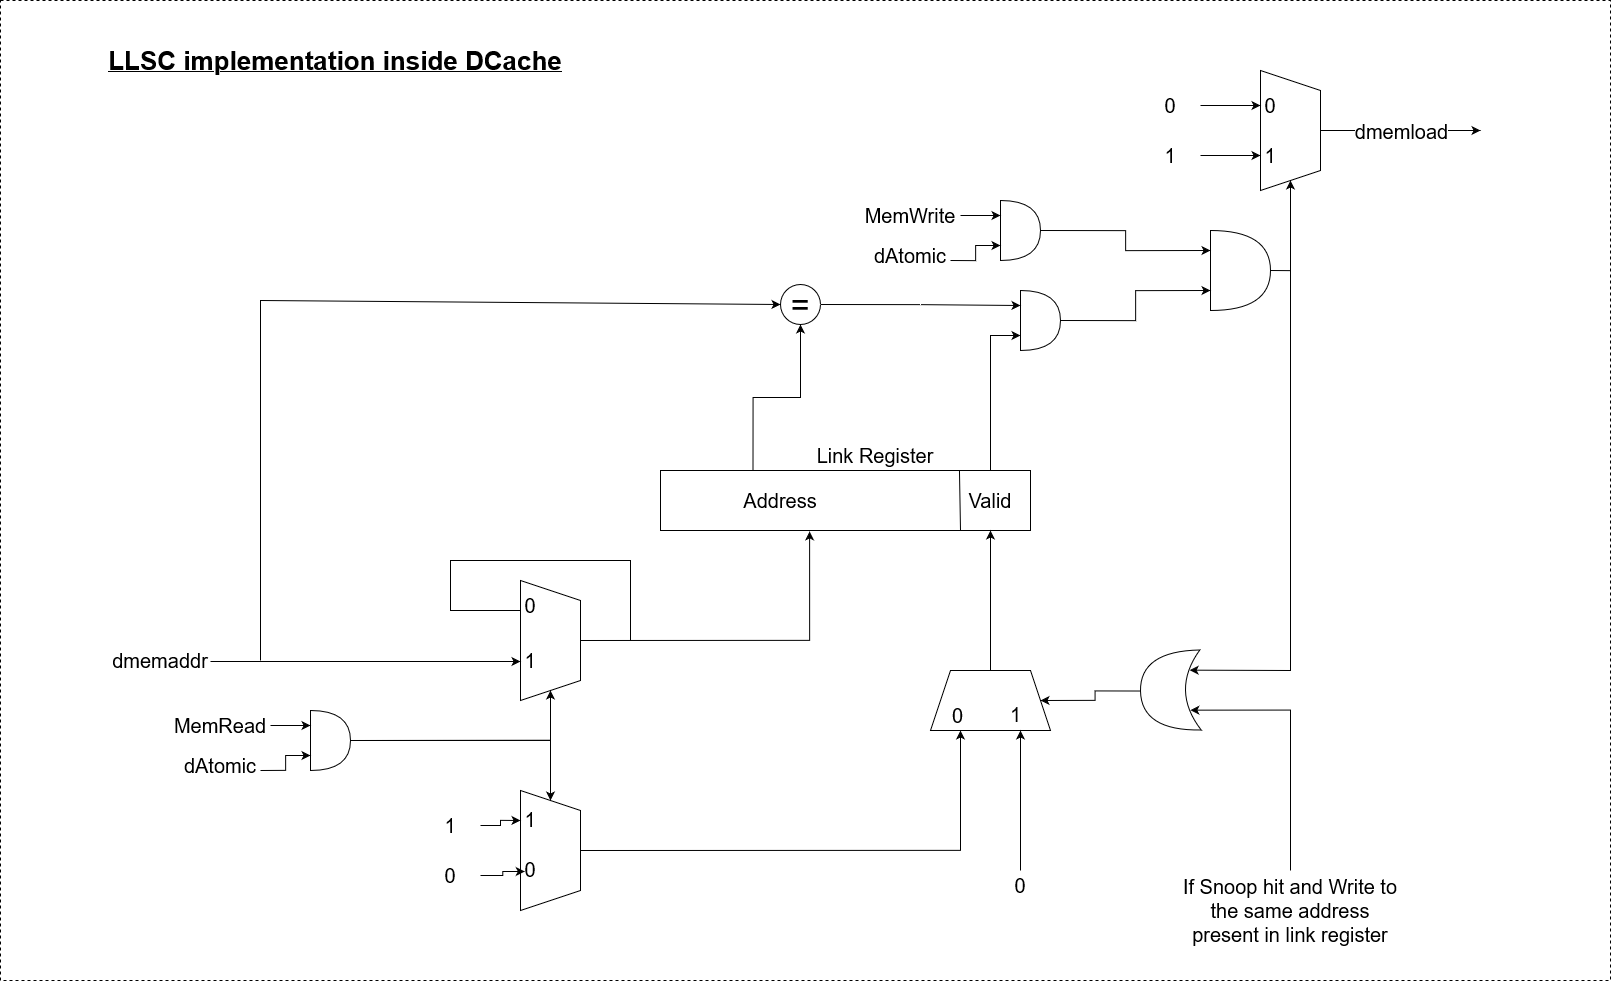 LLSC implementation inside DCache
0
0
dmemload
1
1
MemWrite
dAtomic
=
Link Register
Address
Valid
0
dmemaddr
1
MemRead
dAtomic
0
1
1
1
0
0
0
If Snoop hit and Write to
the same address
present in link register